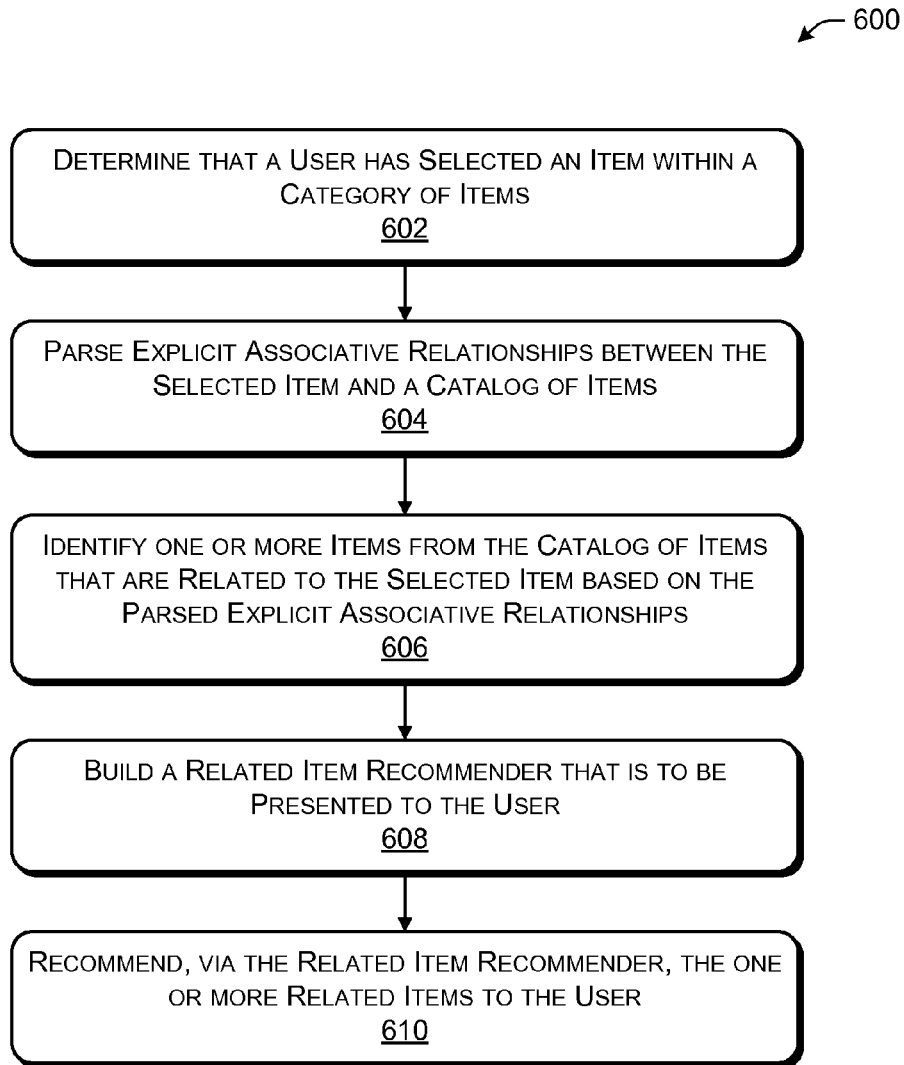 600
DETERMINE THAT A USER HAS SELECTED AN ITEM WITHIN A
CATEGORY OF ITEMS
602
PARSE EXPLICIT ASSOCIATIVE RELATIONSHIPS BETWEEN THE
SELECTED ITEM AND A CATALOG OF ITEMS
604
IDENTIFY ONE OR MORE ITEMS FROM THE CATALOG OF ITEMS
THAT ARE RELATED TO THE SELECTED ITEM BASED ON THE
PARSED EXPLICIT ASSOCIATIVE RELATIONSHIPS
606
BUILD A RELATED ITEM RECOMMENDER THAT IS TO BE
PRESENTED TO THE USER
608
RECOMMEND, VIA THE RELATED ITEM RECOMMENDER, THE ONE
OR MORE RELATED ITEMS TO THE USER
610